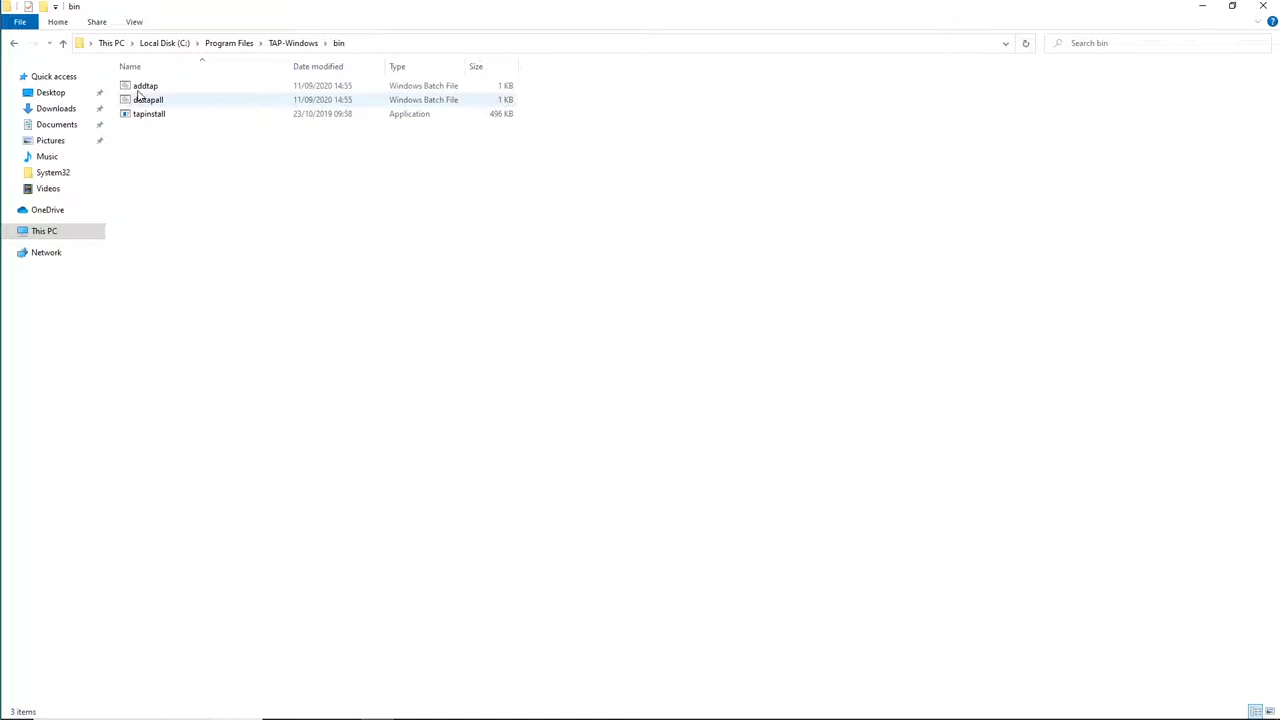 bin
File Home Share View
This PC Local Disk (C:) Program Files TAP-Windows bin Search bin
Name Date modified Type Size
Quick access
Desktop
Downloads
Documents
Pictures
Music
System32
Videos
OneDrive
This PC
Network
addtap 11/09/2020 14:55 Windows Batch File 1 KB
11/09/2020 14:55 Windows Batch File 1 KB
tapinstall 23/10/2019 09:58 Application 496 KB
3 items